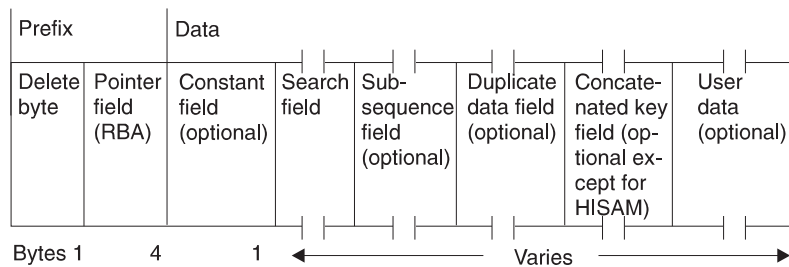 Prefix
Data
Delete
byte
Pointer
field
(RBA)
Constant
field
(optional)
Search
field
Sub-
sequence
field
(optional)
Duplicate
data field
(optional)
Concate-
nated key
field (op-
tional ex-
cept for
HISAM)
User
data
(optional)
Bytes 1
4
1
Varies